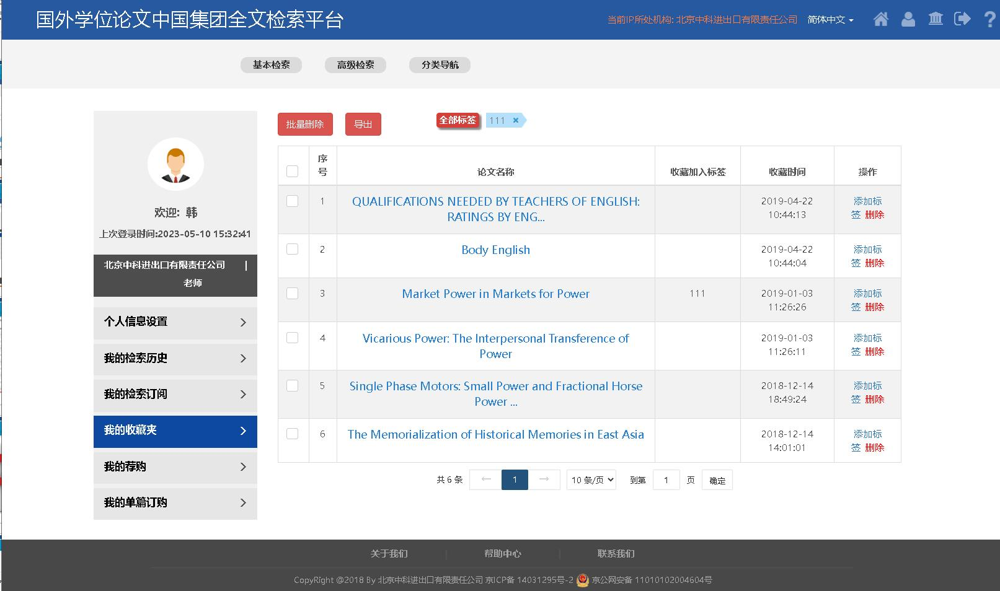 国外学位论文中国集团全文检索平台
当前IP所处机构: 北京中科进出口有限责任公司 简体中文
基本检索 高级检索 分类导航
欢迎: 韩
上次登录时间:2023-05-10 15:32:41
北京中科进出口有限责任公司 |
老师
个人信息设置
我的检索历史
我的检索订阅
我的收藏夹
我的荐购
我的单篇订购
批量删除 导出 全部标签 111 ×
序号 论文名称 收藏加入标签 收藏时间 操作
1 QUALIFICATIONS NEEDED BY TEACHERS OF ENGLISH: 2019-04-22 添加标
RATINGS BY ENG... 10:44:13 签 删除
2 Body English 2019-04-22 添加标
10:44:04 签 删除
3 Market Power in Markets for Power 111 2019-01-03 添加标
11:26:26 签 删除
4 Vicarious Power: The Interpersonal Transference of 2019-01-03 添加标
Power 11:26:11 签 删除
5 Single Phase Motors: Small Power and Fractional Horse 2018-12-14 添加标
Power ... 18:49:24 签 删除
6 The Memorialization of Historical Memories in East Asia 2018-12-14 添加标
14:01:01 签 删除
共 6 条 ← 1 → 10 条/页 到第 1 页 确定
关于我们 | 帮助中心 | 联系我们
CopyRight @2018 By 北京中科进出口有限责任公司 京ICP备 14031295号-2 京公网安备 11010102004604号